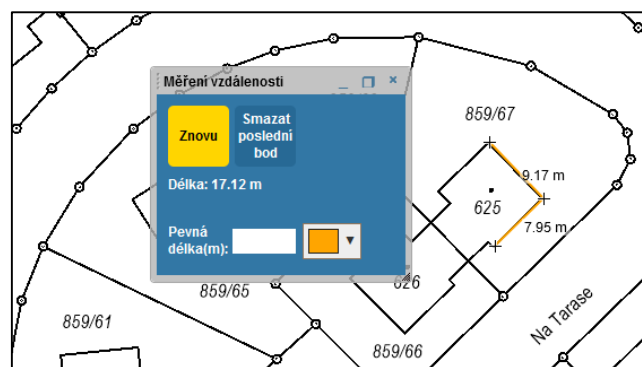 Měření vzdálenosti
Znovu
Smazat
poslední
bod
Délka: 17.12 m
Pevná
délka(m):
859/67
9.17 m
625
7.95 m
626
859/65
859/61
859/66
Na Tarase